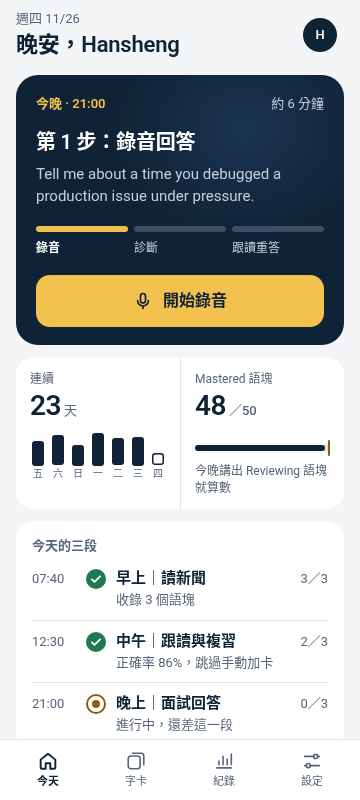 週四 11/26
晚安，Hansheng
H
今晚 · 21:00
約 6 分鐘
第 1 步：錄音回答
Tell me about a time you debugged a
production issue under pressure.
錄音
診斷
跟讀重答
開始錄音
連續
23 天
五 六 日 一 二 三 四
Mastered 語塊
48 ／50
今晚講出 Reviewing 語塊
就算數
今天的三段
07:40
早上｜讀新聞
3／3
收錄 3 個語塊
12:30
中午｜跟讀與複習
2／3
正確率 86%，跳過手動加卡
21:00
晚上｜面試回答
0／3
進行中，還差這一段
今天
字卡
紀錄
設定